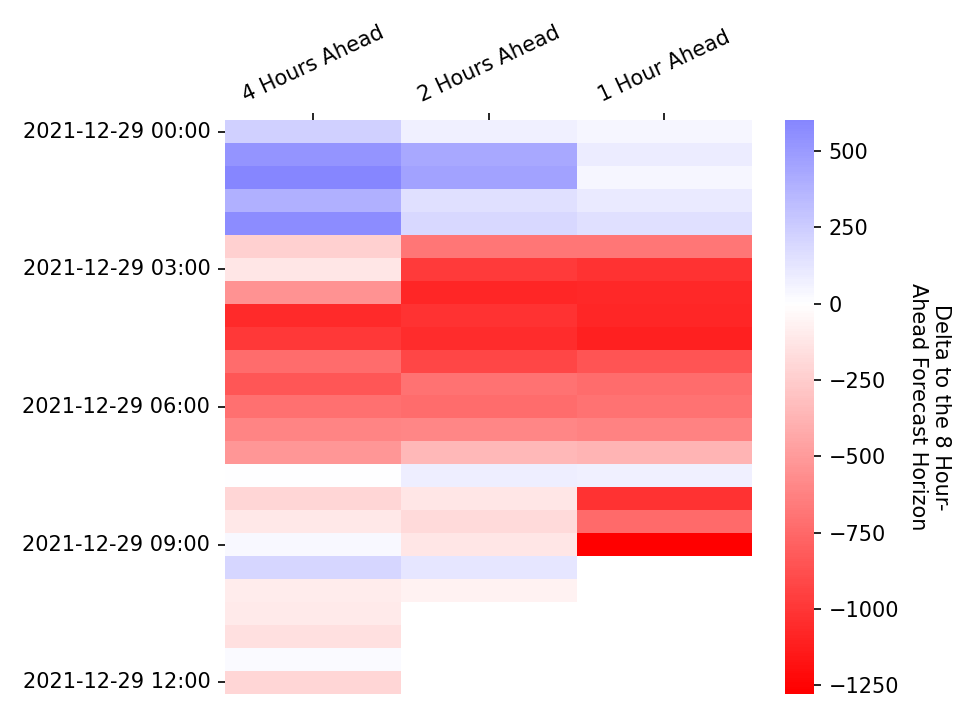 4 Hours Ahead
2 Hours Ahead
1 Hour Ahead
2021-12-29 00:00
2021-12-29 03:00
2021-12-29 06:00
2021-12-29 09:00
2021-12-29 12:00
500
250
0
−250
−500
−750
−1000
−1250
Delta to the 8 Hour-
Ahead Forecast Horizon